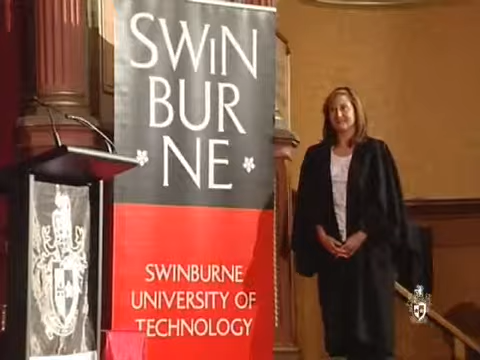 SWIN
BUR
*NE*
SWINBURNE
UNIVERSITY OF
TECHNOLOGY